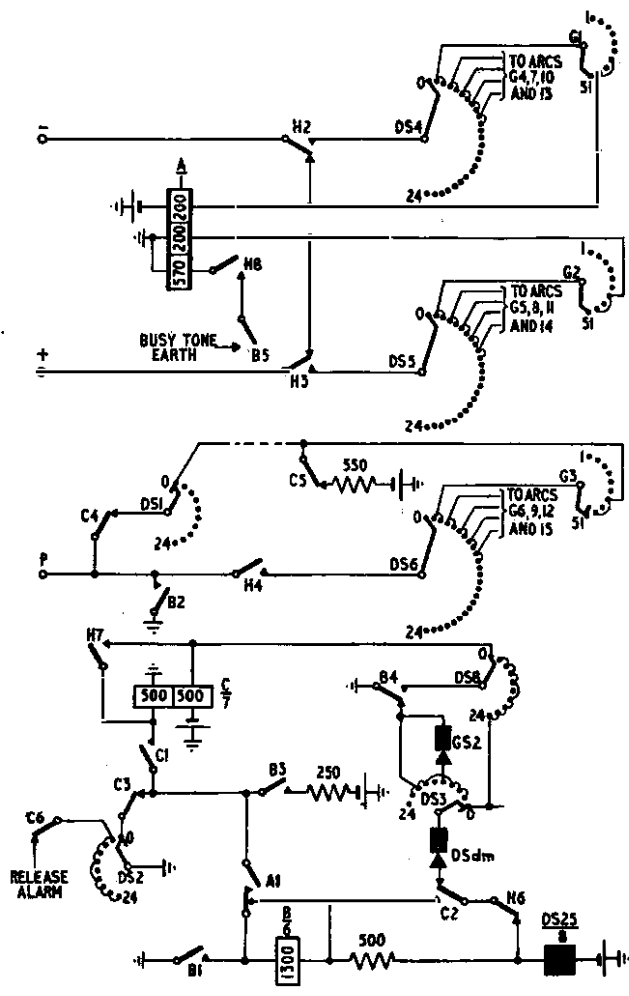 G1
1
51
0
TO ARCS
G4,7,10
AND 13
H2
DS4
24
A
200
200
570
H8
BUSY TONE
EARTH
B5
G2
1
51
0
TO ARCS
G5,8,11
AND 14
H3
DS5
24
0
DS1
24
C4
C5
550
G3
1
51
0
TO ARCS
G6,9,12
AND 15
P
B2
H4
DS6
24
H7
500
500
C
7
B4
DS8
0
24
GS2
C1
C3
B3
250
24
DS3
0
C6
0
DS2
24
RELEASE
ALARM
DSdm
A1
C2
H6
B
6
1300
B1
500
DS25
8